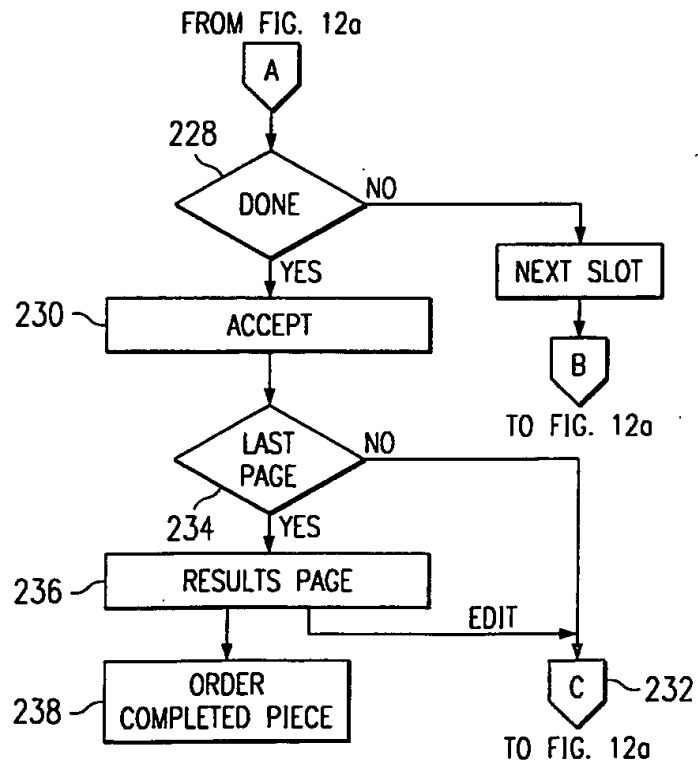 FROM FIG. 12a
A
228
DONE
NO
YES
NEXT SLOT
230
ACCEPT
B
TO FIG. 12a
LAST
PAGE
NO
234
YES
236
RESULTS PAGE
EDIT
238
ORDER
COMPLETED PIECE
C
232
TO FIG. 12a